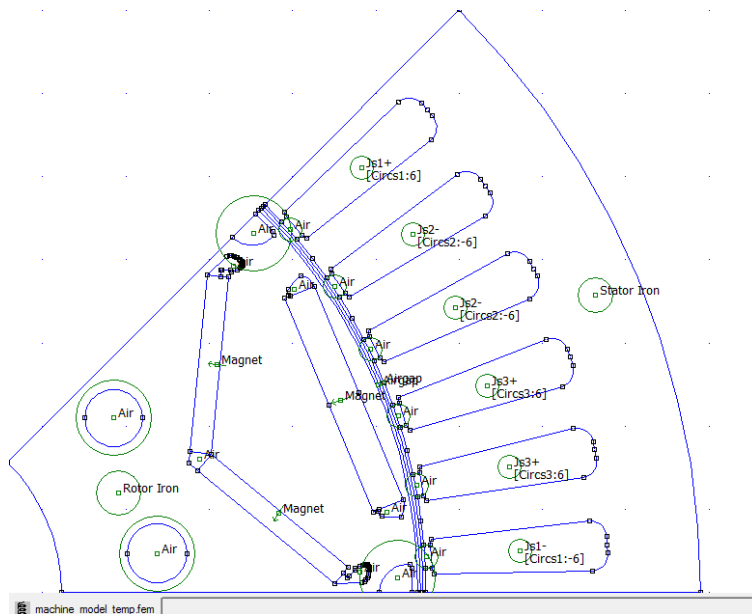 Js1+
[Circs1:6]
Air
Air
Js2-
[Circs2:-6]
Air
Air
Air
Stator Iron
Js2-
[Circs2:-6]
Air
Magnet
Airgap
Js3+
[Circs3:6]
Magnet
Air
Air
Air
Js3+
[Circs3:6]
Air
Rotor Iron
Magnet
Air
Air
Js1-
[Circs1:-6]
Air
Air
Air
machine_model_temp.fem